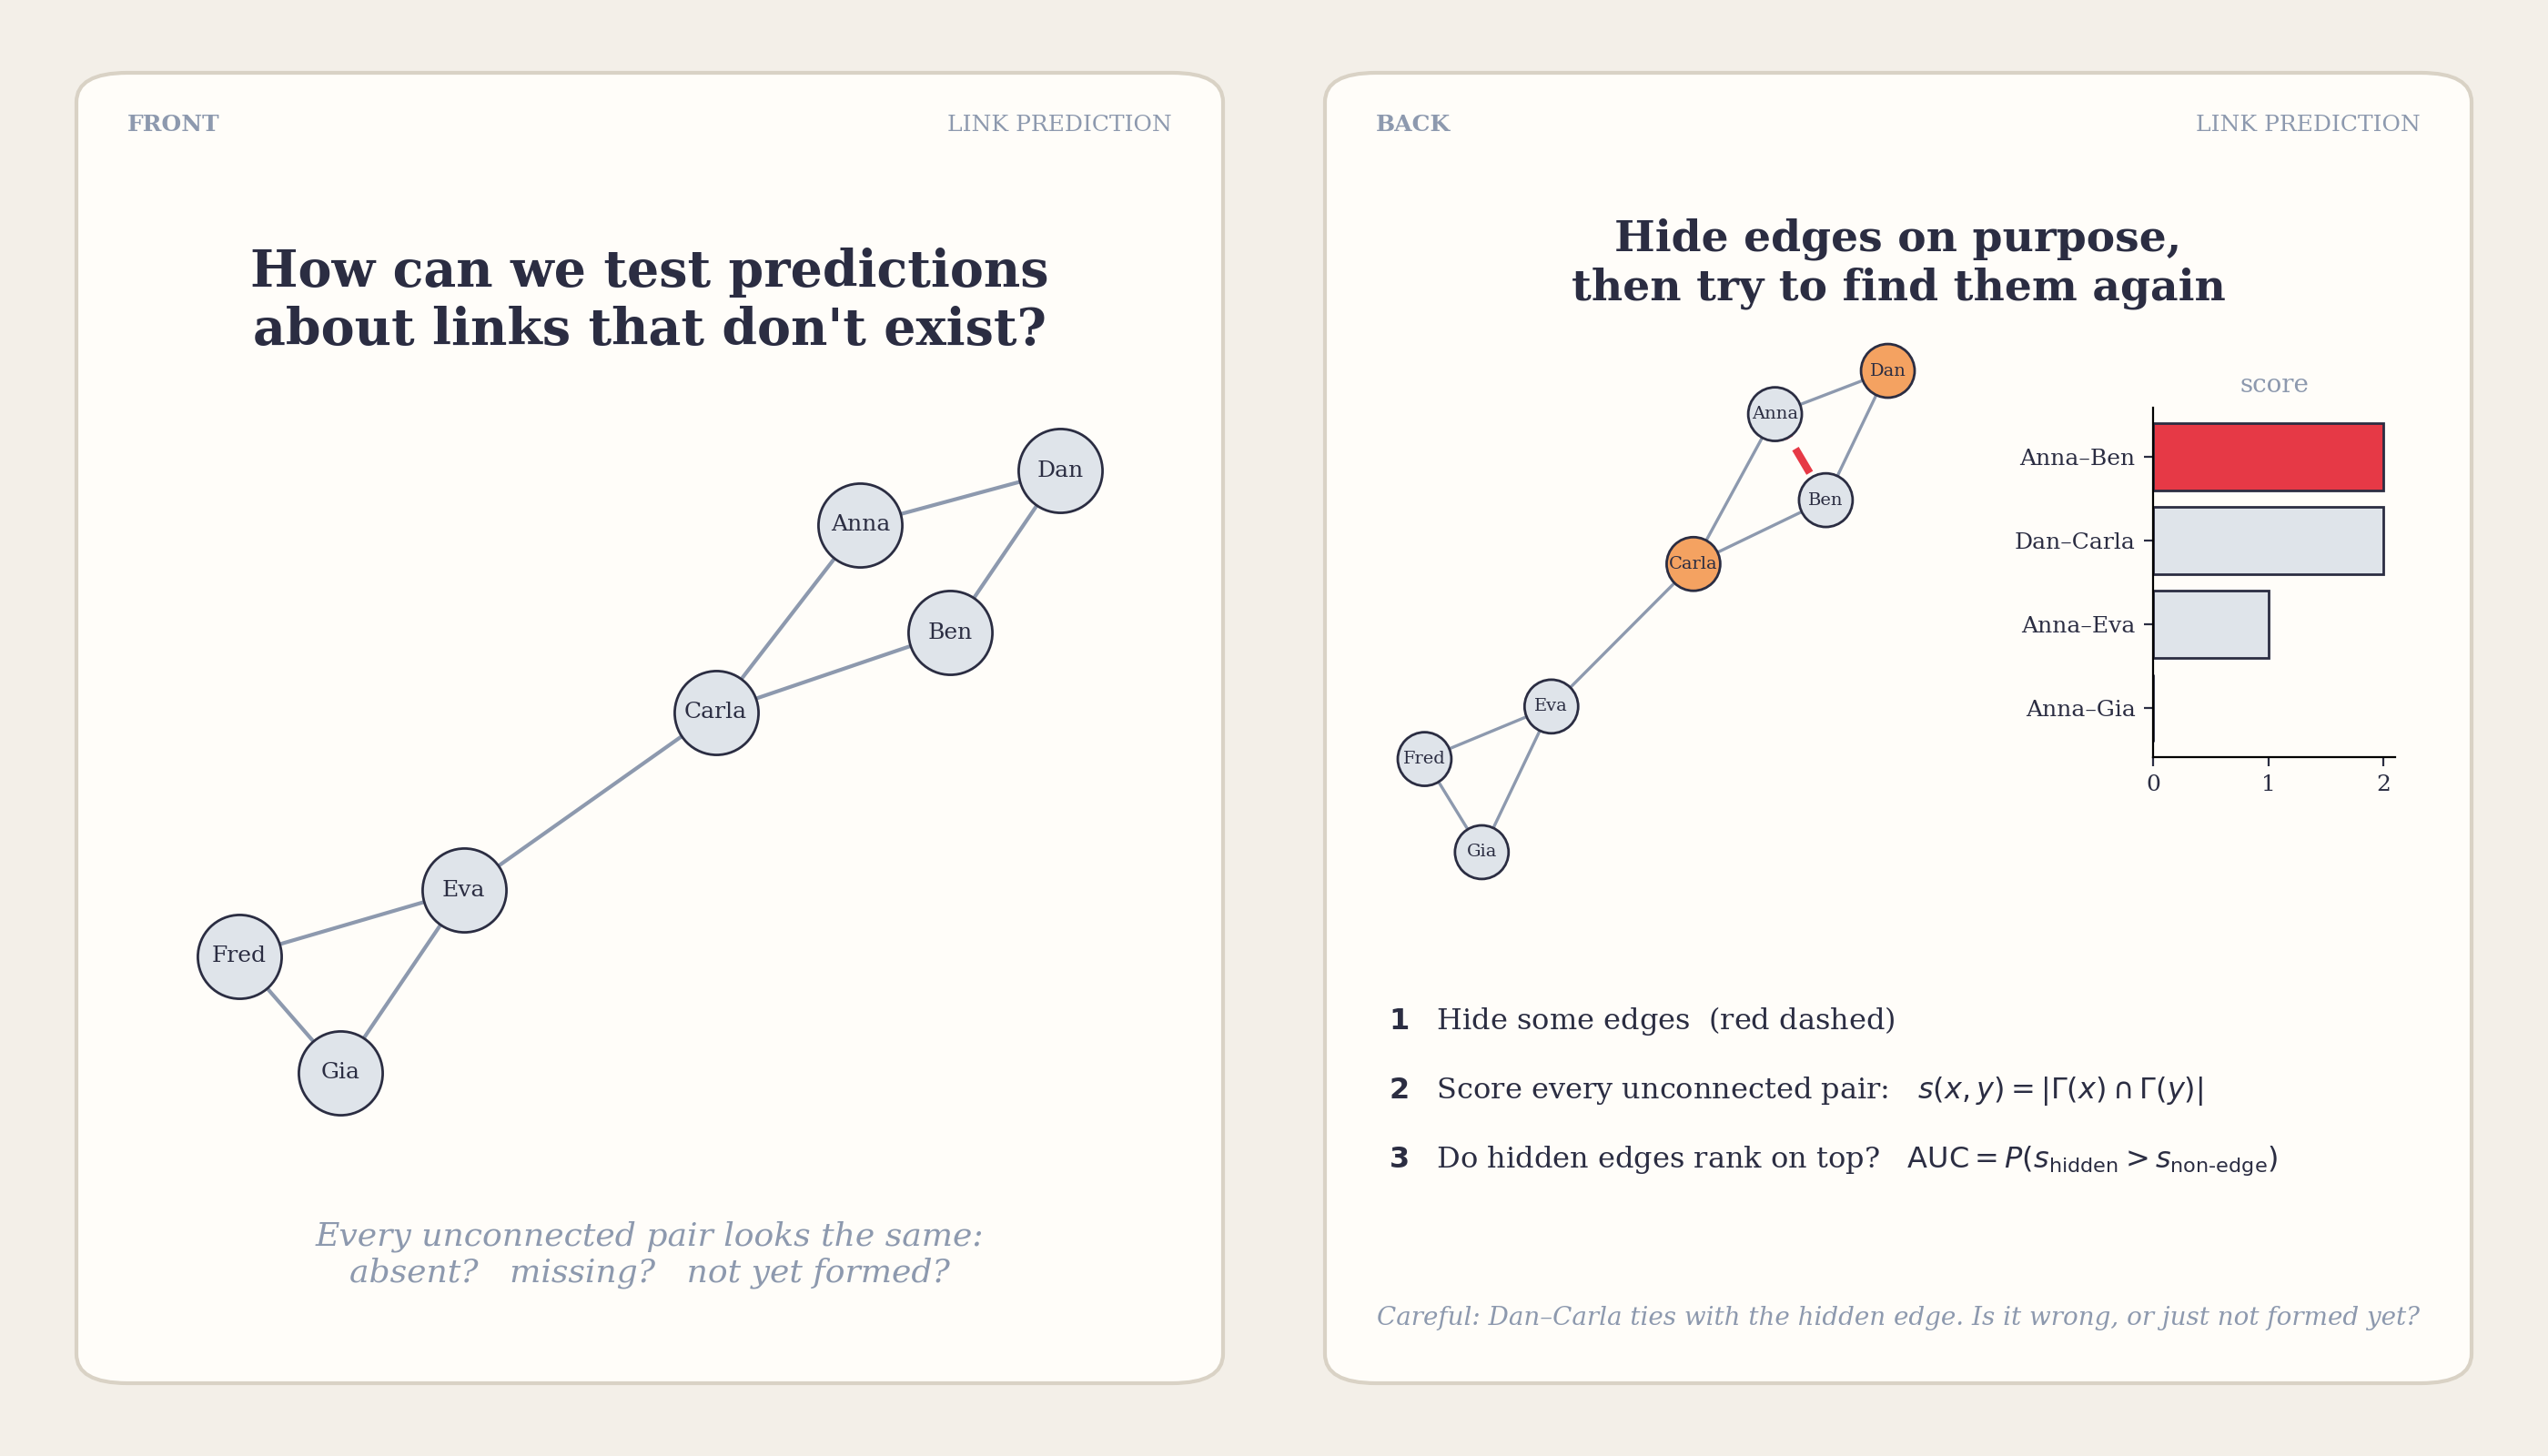 FRONT
LINK PREDICTION
How can we test predictions
about links that don't exist?
Dan
Anna
Ben
Carla
Eva
Fred
Gia
Every unconnected pair looks the same:
absent? missing? not yet formed?
BACK
LINK PREDICTION
Hide edges on purpose,
then try to find them again
Dan
Anna
Ben
Carla
Eva
Fred
Gia
score
Anna–Ben
Dan–Carla
Anna–Eva
Anna–Gia
0 1 2
1 Hide some edges (red dashed)
2 Score every unconnected pair: s(x, y) = |Γ(x) ∩ Γ(y)|
3 Do hidden edges rank on top? AUC = P(s_hidden > s_non-edge)
Careful: Dan–Carla ties with the hidden edge. Is it wrong, or just not formed yet?